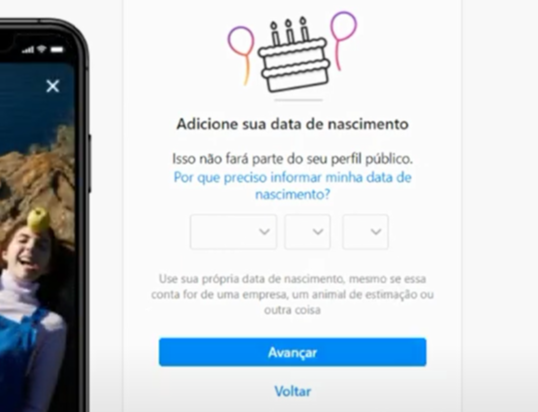 Adicione sua data de nascimento
Isso não fará parte do seu perfil público.
Por que preciso informar minha data de
nascimento?
Use sua própria data de nascimento, mesmo se essa
conta for de uma empresa, um animal de estimação ou
outra coisa
Avançar
Voltar